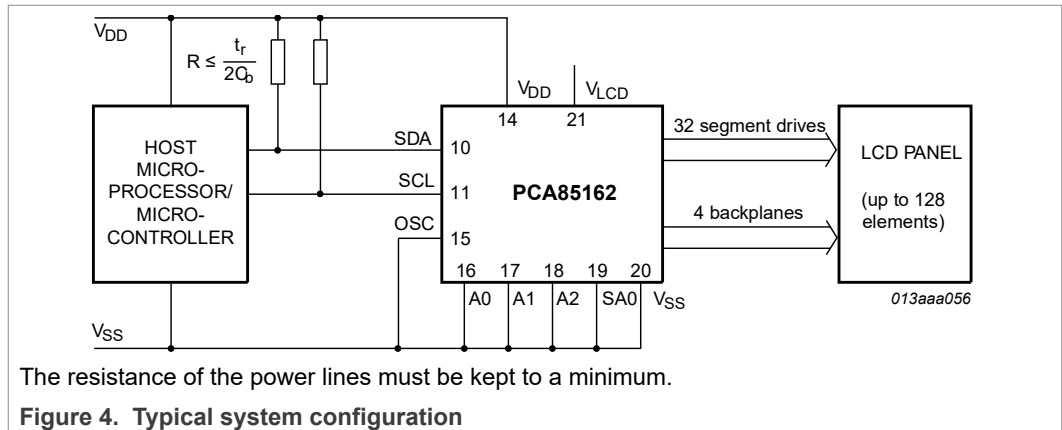 VDD
R ≤ tr
2Cb
HOST
MICRO-
PROCESSOR/
MICRO-
CONTROLLER
SDA
SCL
OSC
VDD
VLCD
14
21
10
11
15
PCA85162
16 17 18 19 20
A0 A1 A2 SA0 VSS
32 segment drives
4 backplanes
LCD PANEL
(up to 128
elements)
013aaa056
VSS
The resistance of the power lines must be kept to a minimum.
Figure 4. Typical system configuration